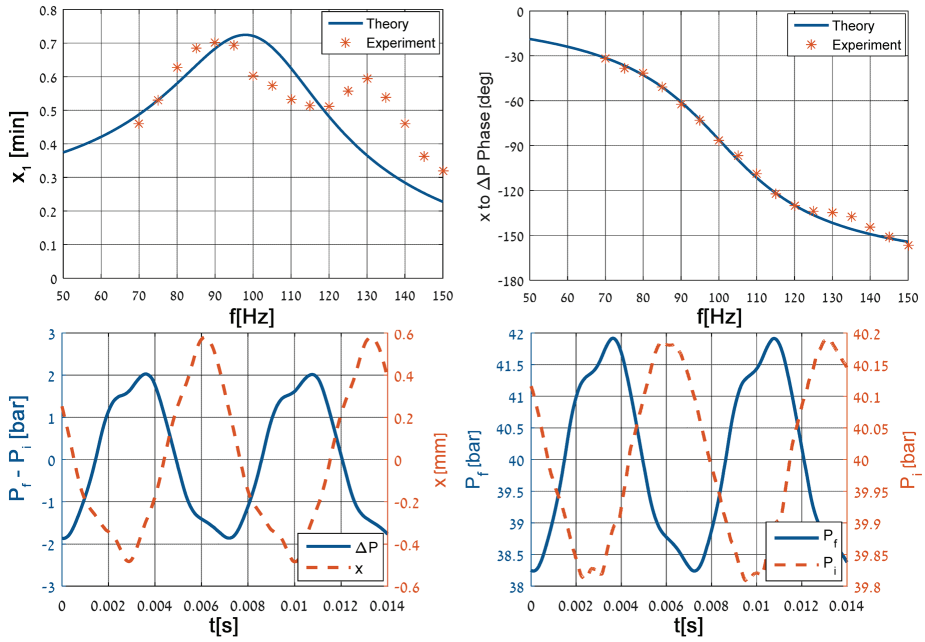 0.8
0.7
0.6
0.5
0.4
0.3
0.2
0.1
0
x1 [min]
Theory
Experiment
50 60 70 80 90 100 110 120 130 140 150
f[Hz]
0
-30
-60
-90
-120
-150
-180
x to ΔP Phase [deg]
Theory
Experiment
50 60 70 80 90 100 110 120 130 140 150
f[Hz]
3
2
1
0
-1
-2
-3
Pf - Pi [bar]
0.6
0.4
0.2
0
-0.2
-0.4
-0.6
x [mm]
ΔP
x
0 0.002 0.004 0.006 0.008 0.01 0.012 0.014
t[s]
42
41.5
41
40.5
40
39.5
39
38.5
38
Pf [bar]
40.2
40.15
40.1
40.05
40
39.95
39.9
39.85
39.8
Pi [bar]
Pf
Pi
0 0.002 0.004 0.006 0.008 0.01 0.012 0.014
t[s]